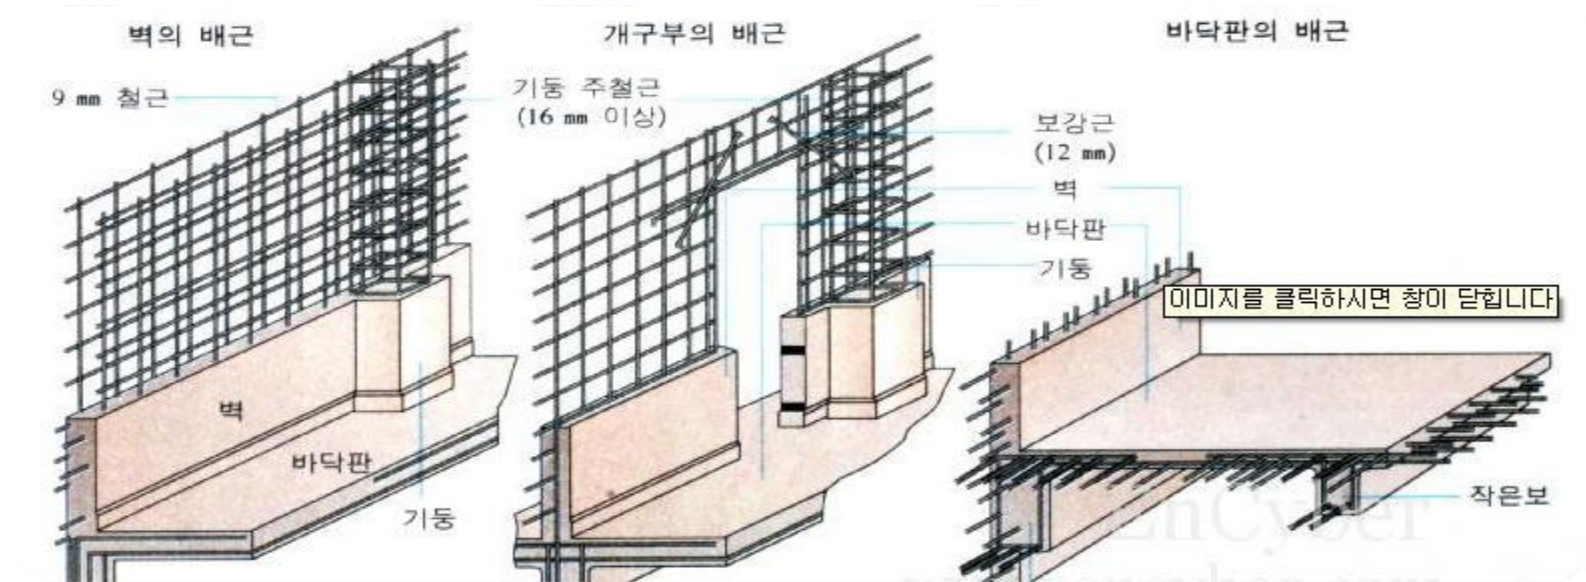 벽의 배근
개구부의 배근
바닥판의 배근
9 mm 철근
기둥 주철근
(16 mm 이상)
보강근
(12 mm)
벽
바닥판
기둥
이미지를 클릭하시면 창이 닫힙니다
벽
바닥판
기둥
작은보
EnCyber